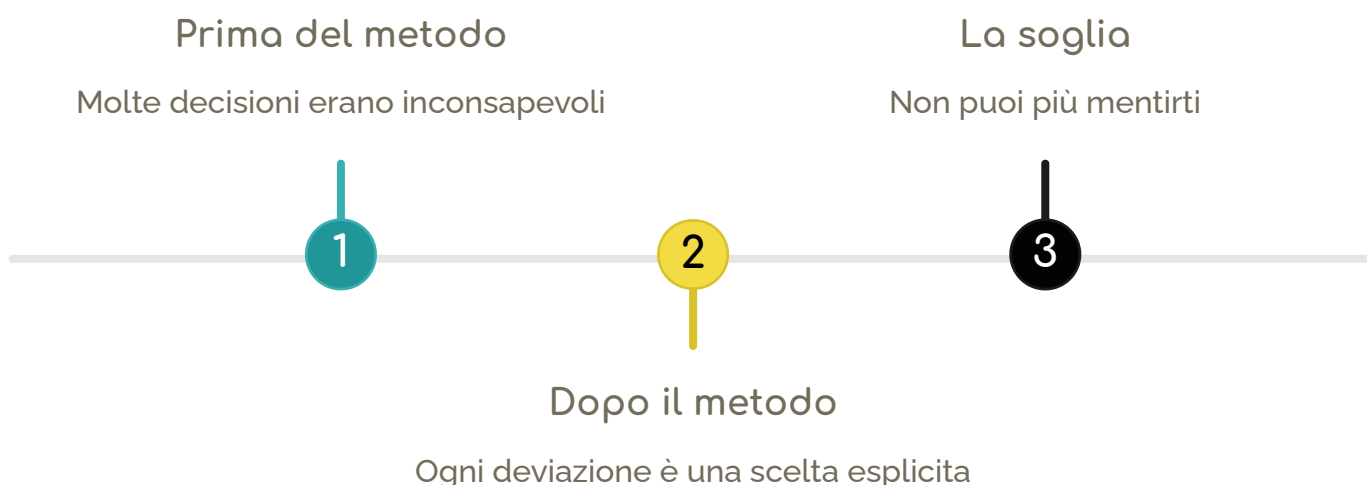 Prima del metodo
Molte decisioni erano inconsapevoli
1
2
Dopo il metodo
Ogni deviazione è una scelta esplicita
La soglia
Non puoi più mentirti
3